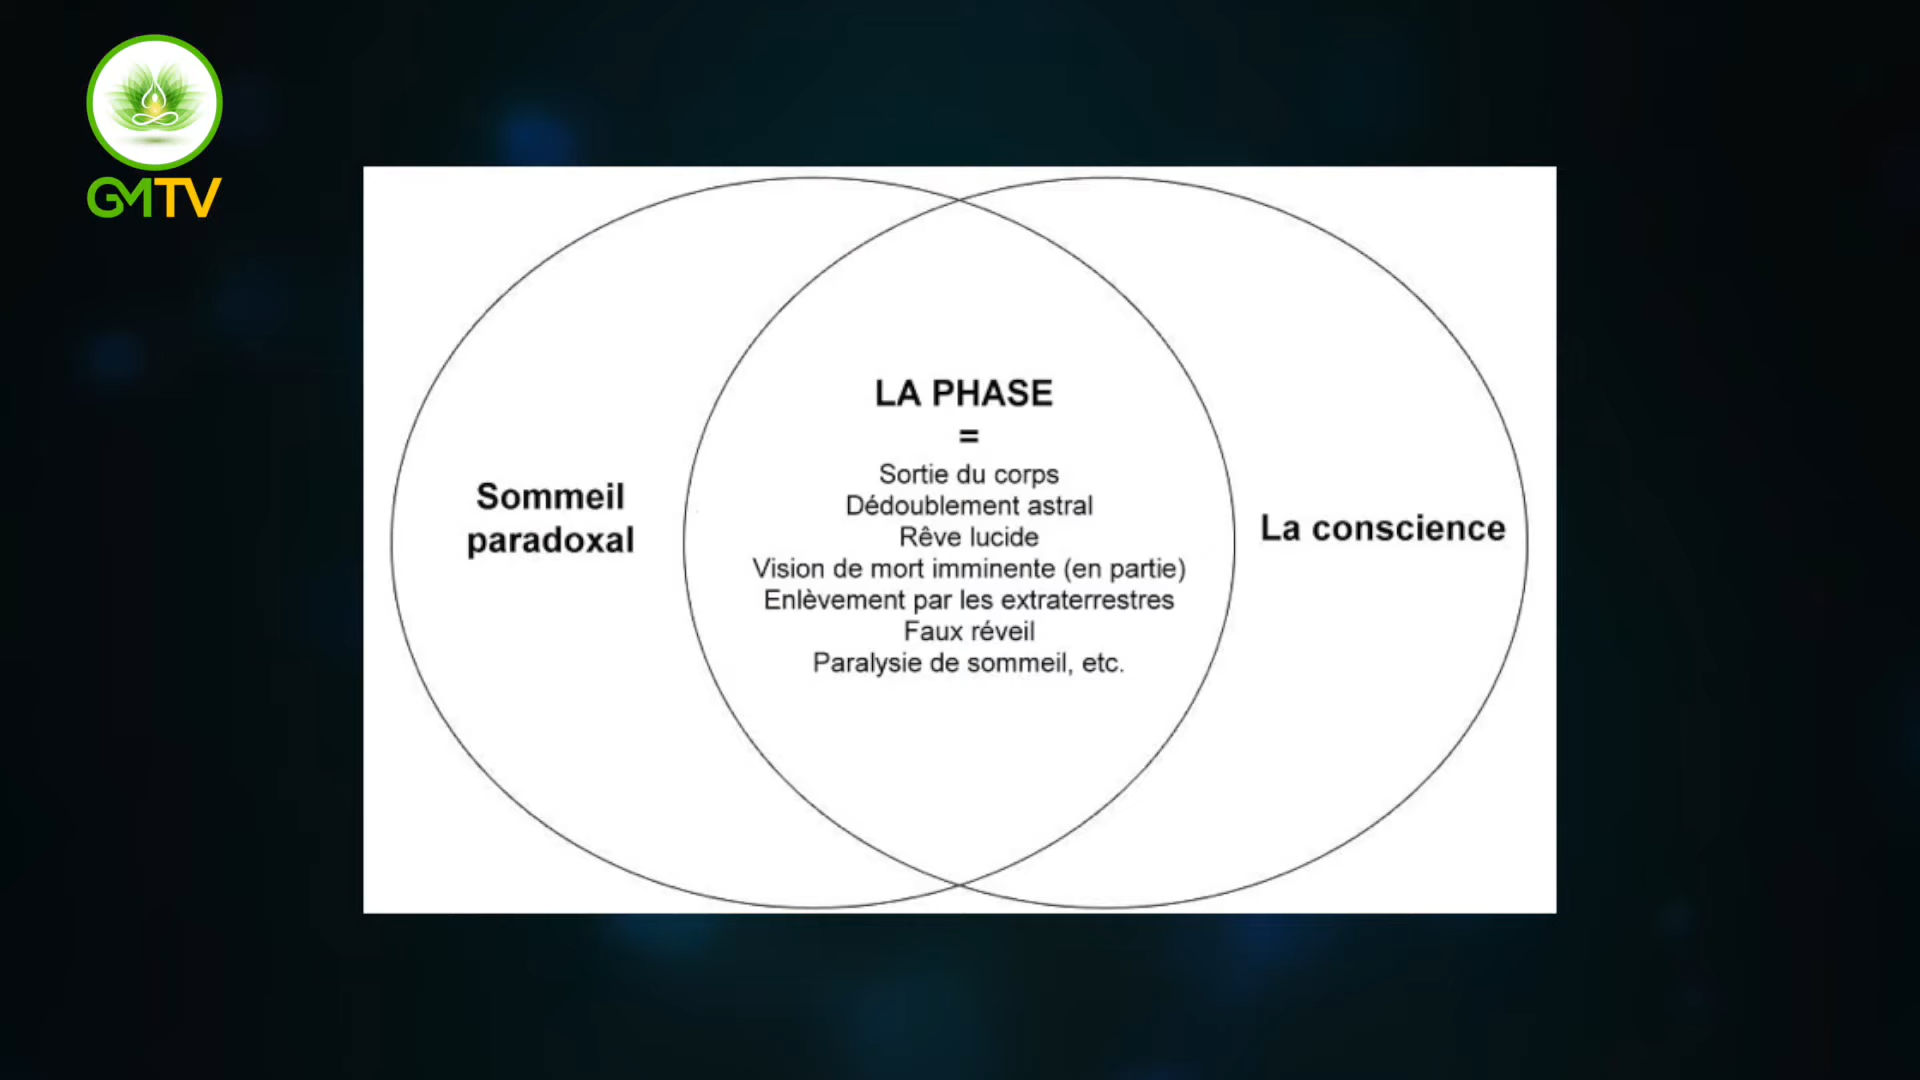 GMTV
LA PHASE
=
Sortie du corps
Dédoublement astral
Rêve lucide
Vision de mort imminente (en partie)
Enlèvement par les extraterrestres
Faux réveil
Paralysie de sommeil, etc.
Sommeil
paradoxal
La conscience